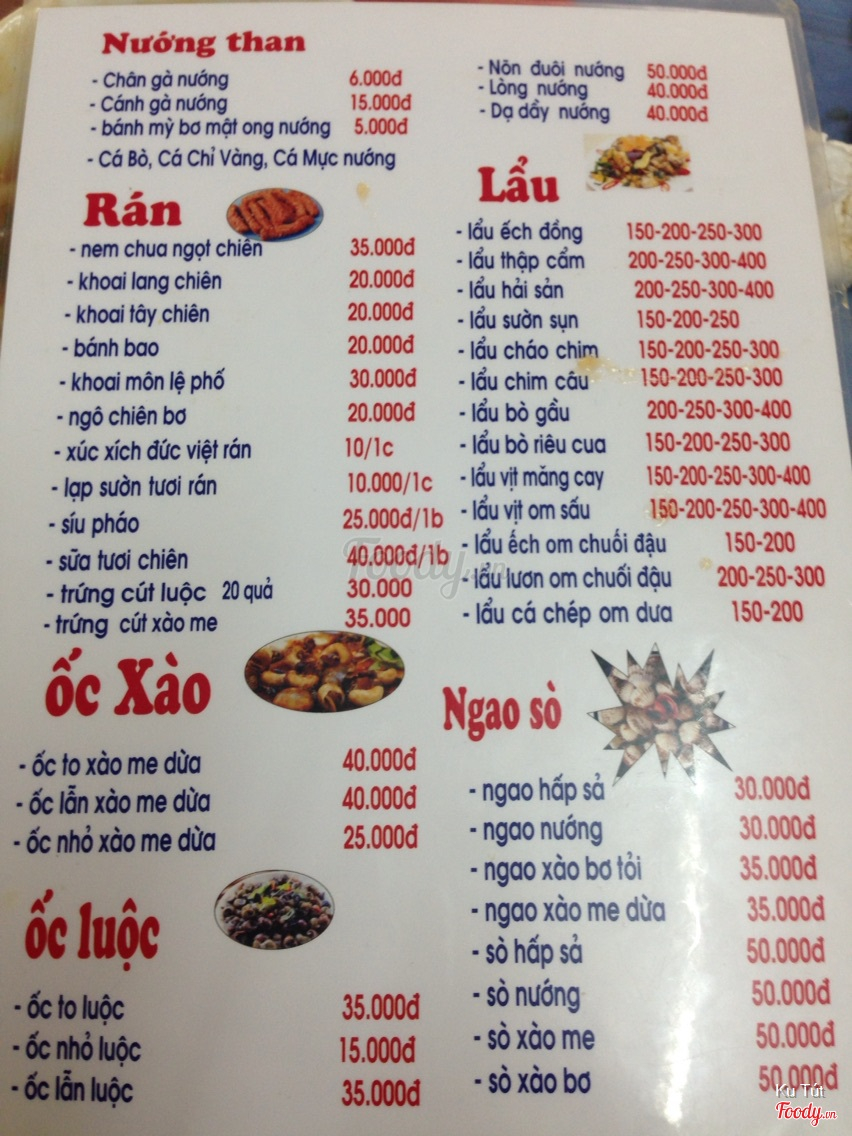 Nướng than
- Chân gà nướng 6.000đ
- Cánh gà nướng 15.000đ
- bánh mỳ bơ mật ong nướng 5.000đ
- Cá Bò, Cá Chỉ Vàng, Cá Mực nướng
- Nõn đuôi nướng 50.000đ
- Lòng nướng 40.000đ
- Dạ dầy nướng 40.000đ
Rán
- nem chua ngọt chiên 35.000đ
- khoai lang chiên 20.000đ
- khoai tây chiên 20.000đ
- bánh bao 20.000đ
- khoai môn lệ phố 30.000đ
- ngô chiên bơ 20.000đ
- xúc xích đức việt rán 10/1c
- lạp sườn tươi rán 10.000/1c
- síu pháo 25.000đ/1b
- sữa tươi chiên 40.000đ/1b
- trứng cút luộc 20 quả 30.000
- trứng cút xào me 35.000
Lẩu
- lẩu ếch đồng 150-200-250-300
- lẩu thập cẩm 200-250-300-400
- lẩu hải sản 200-250-300-400
- lẩu sườn sụn 150-200-250
- lẩu cháo chim 150-200-250-300
- lẩu chim câu 150-200-250-300
- lẩu bò gầu 200-250-300-400
- lẩu bò riêu cua 150-200-250-300
- lẩu vịt măng cay 150-200-250-300-400
- lẩu vịt om sấu 150-200-250-300-400
- lẩu ếch om chuối đậu 150-200
- lẩu lươn om chuối đậu 200-250-300
- lẩu cá chép om dưa 150-200
ốc Xào
- ốc to xào me dừa 40.000đ
- ốc lẫn xào me dừa 40.000đ
- ốc nhỏ xào me dừa 25.000đ
ốc luộc
- ốc to luộc 35.000đ
- ốc nhỏ luộc 15.000đ
- ốc lẫn luộc 35.000đ
Ngao sò
- ngao hấp sả 30.000đ
- ngao nướng 30.000đ
- ngao xào bơ tỏi 35.000đ
- ngao xào me dừa 35.000đ
- sò hấp sả 50.000đ
- sò nướng 50.000đ
- sò xào me 50.000đ
- sò xào bơ 50.000đ
Foody.vn
Ku Tút
Foody.vn